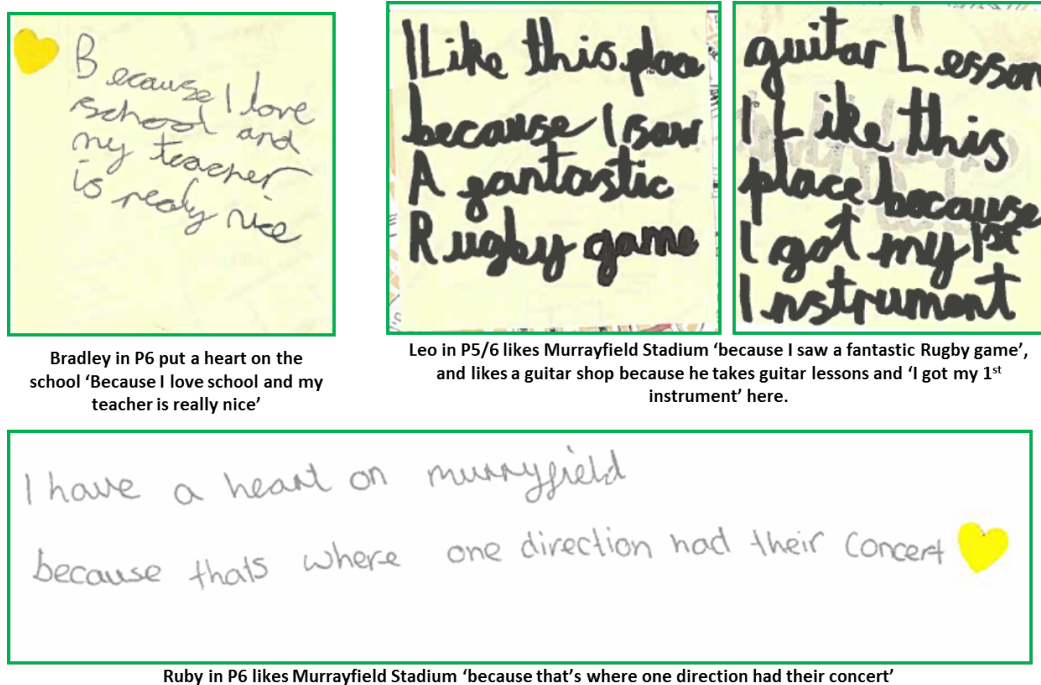 Because I love
school and
my teacher
is realy nice
Bradley in P6 put a heart on the
school ‘Because I love school and my
teacher is really nice’
I Like this place
because I saw
A fantastic
Rugby game
guitar Lesson
I Like this
place because
I got my 1st
Instrument
Leo in P5/6 likes Murrayfield Stadium ‘because I saw a fantastic Rugby game’,
and likes a guitar shop because he takes guitar lessons and ‘I got my 1st
instrument’ here.
I have a heart on murryfield
because thats where one direction had their concert
Ruby in P6 likes Murrayfield Stadium ‘because that’s where one direction had their concert’